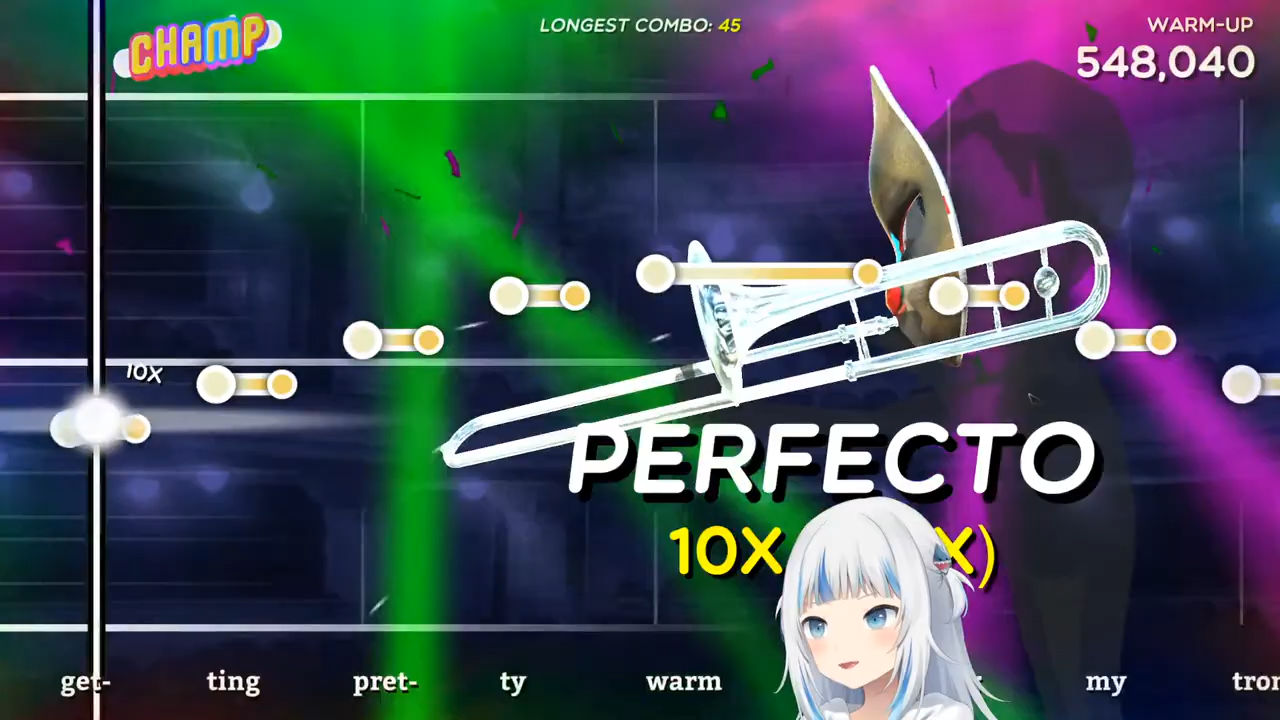 CHAMP
LONGEST COMBO: 45
WARM-UP
548,040
10X
PERFECTO
10X X)
get- ting pret- ty warm my